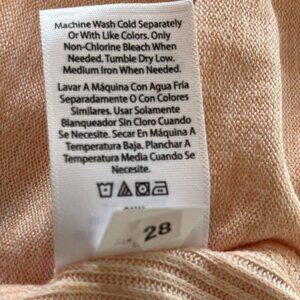 Machine Wash Cold Separately
Or With Like Colors. Only
Non-Chlorine Bleach When
Needed. Tumble Dry Low.
Medium Iron When Needed.
Lavar A Máquina Con Agua Fría
Separadamente O Con Colores
Similares. Usar Solamente
Blanqueador Sin Cloro Cuando
Se Necesite. Secar En Máquina A
Temperatura Baja. Planchar A
Temperatura Media Cuando Se
Necesite.
28